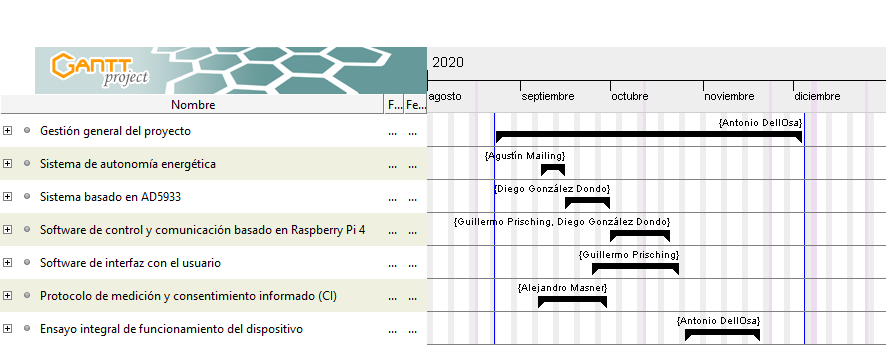 GANTT
project
2020
Nombre F... Fe... agosto septiembre octubre noviembre diciembre
{Antonio DellOsa}
Gestión general del proyecto ... ...
{Agustín Mailing}
Sistema de autonomía energética ... ...
{Diego González Dondo}
Sistema basado en AD5933 ... ...
{Guillermo Prisching, Diego González Dondo}
Software de control y comunicación basado en Raspberry Pi 4 ... ...
{Guillermo Prisching}
Software de interfaz con el usuario ... ...
{Alejandro Masner}
Protocolo de medición y consentimiento informado (CI) ... ...
{Antonio DellOsa}
Ensayo integral de funcionamiento del dispositivo ... ...